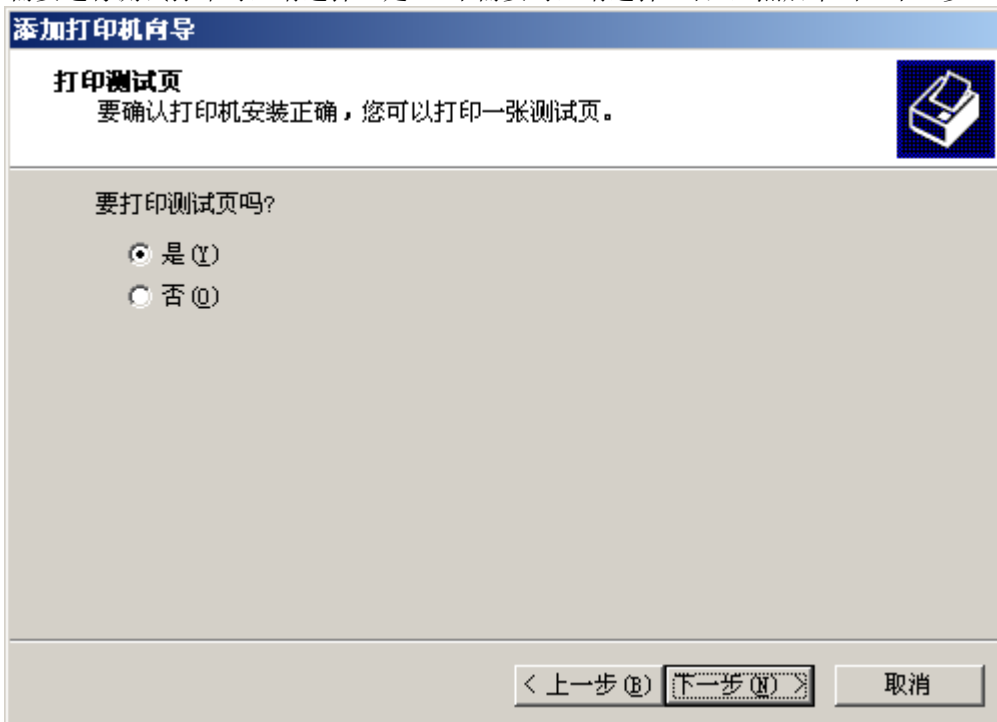 添加打印机向导
打印测试页
要确认打印机安装正确，您可以打印一张测试页。
要打印测试页吗?
是(Y)
否(O)
< 上一步(B) 下一步(N) > 取消